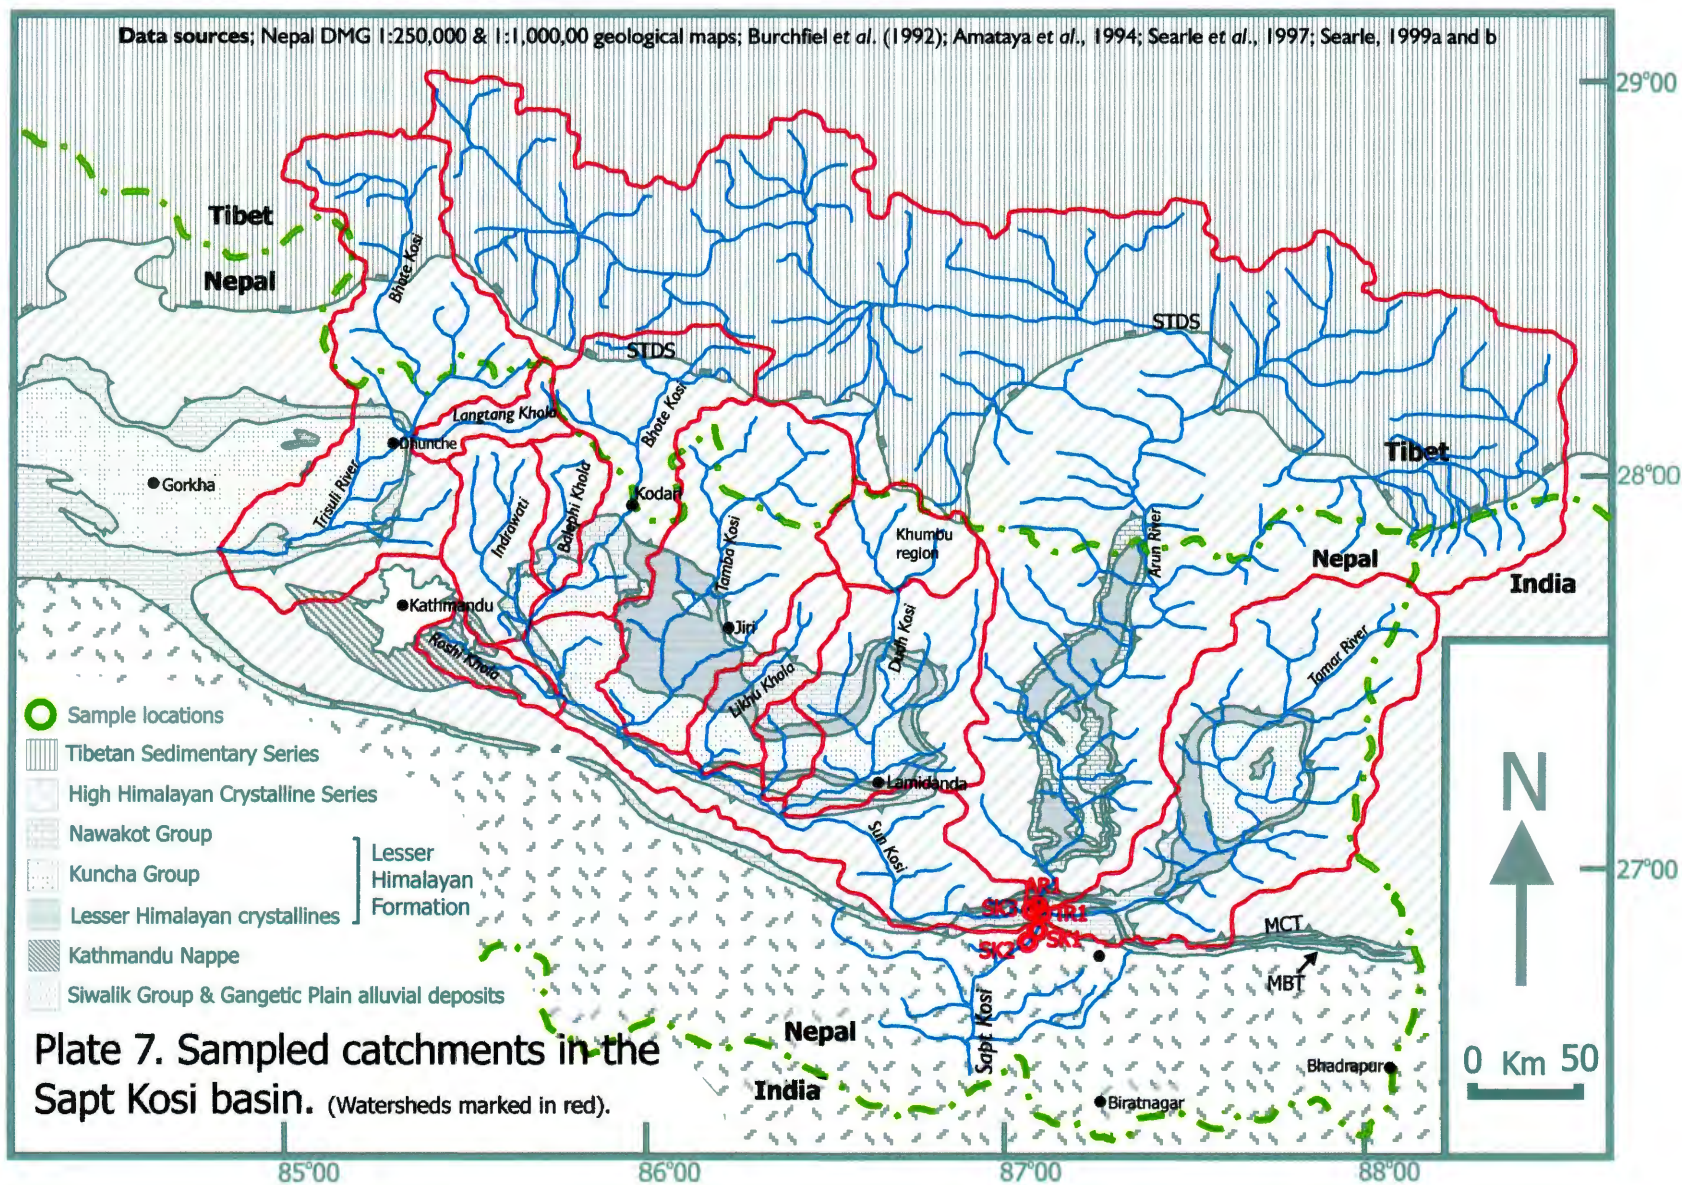 Data sources; Nepal DMG 1:250,000 & 1:1,000,00 geological maps; Burchfiel et al. (1992); Amataya et al., 1994; Searle et al., 1997; Searle, 1999a and b
29°00
Tibet
Nepal
Bhote Kosi
STDS
STDS
Bhote Kosi
Langtang Khola
Dhunche
Tibet
28°00
Gorkha
Trisuli River
Indrawati
Balephi Khola
Kodari
Tamba Kosi
Khumbu
region
Arun River
Nepal
India
Kathmandu
Jiri
Roshi Khola
Likhu Khola
Dudh Kosi
Tamar River
Sample locations
Tibetan Sedimentary Series
High Himalayan Crystalline Series
Nawakot Group
Kuncha Group
Lesser Himalayan crystallines
Lesser
Himalayan
Formation
Kathmandu Nappe
Siwalik Group & Gangetic Plain alluvial deposits
Lamidanda
Sun Kosi
27°00
AR1
SK3
TR1
SK1
SK2
MCT
MBT
N
Sapt Kosi
Nepal
India
Bhadrapur
Biratnagar
0 Km 50
Plate 7. Sampled catchments in the
Sapt Kosi basin. (Watersheds marked in red).
85°00
86°00
87°00
88°00